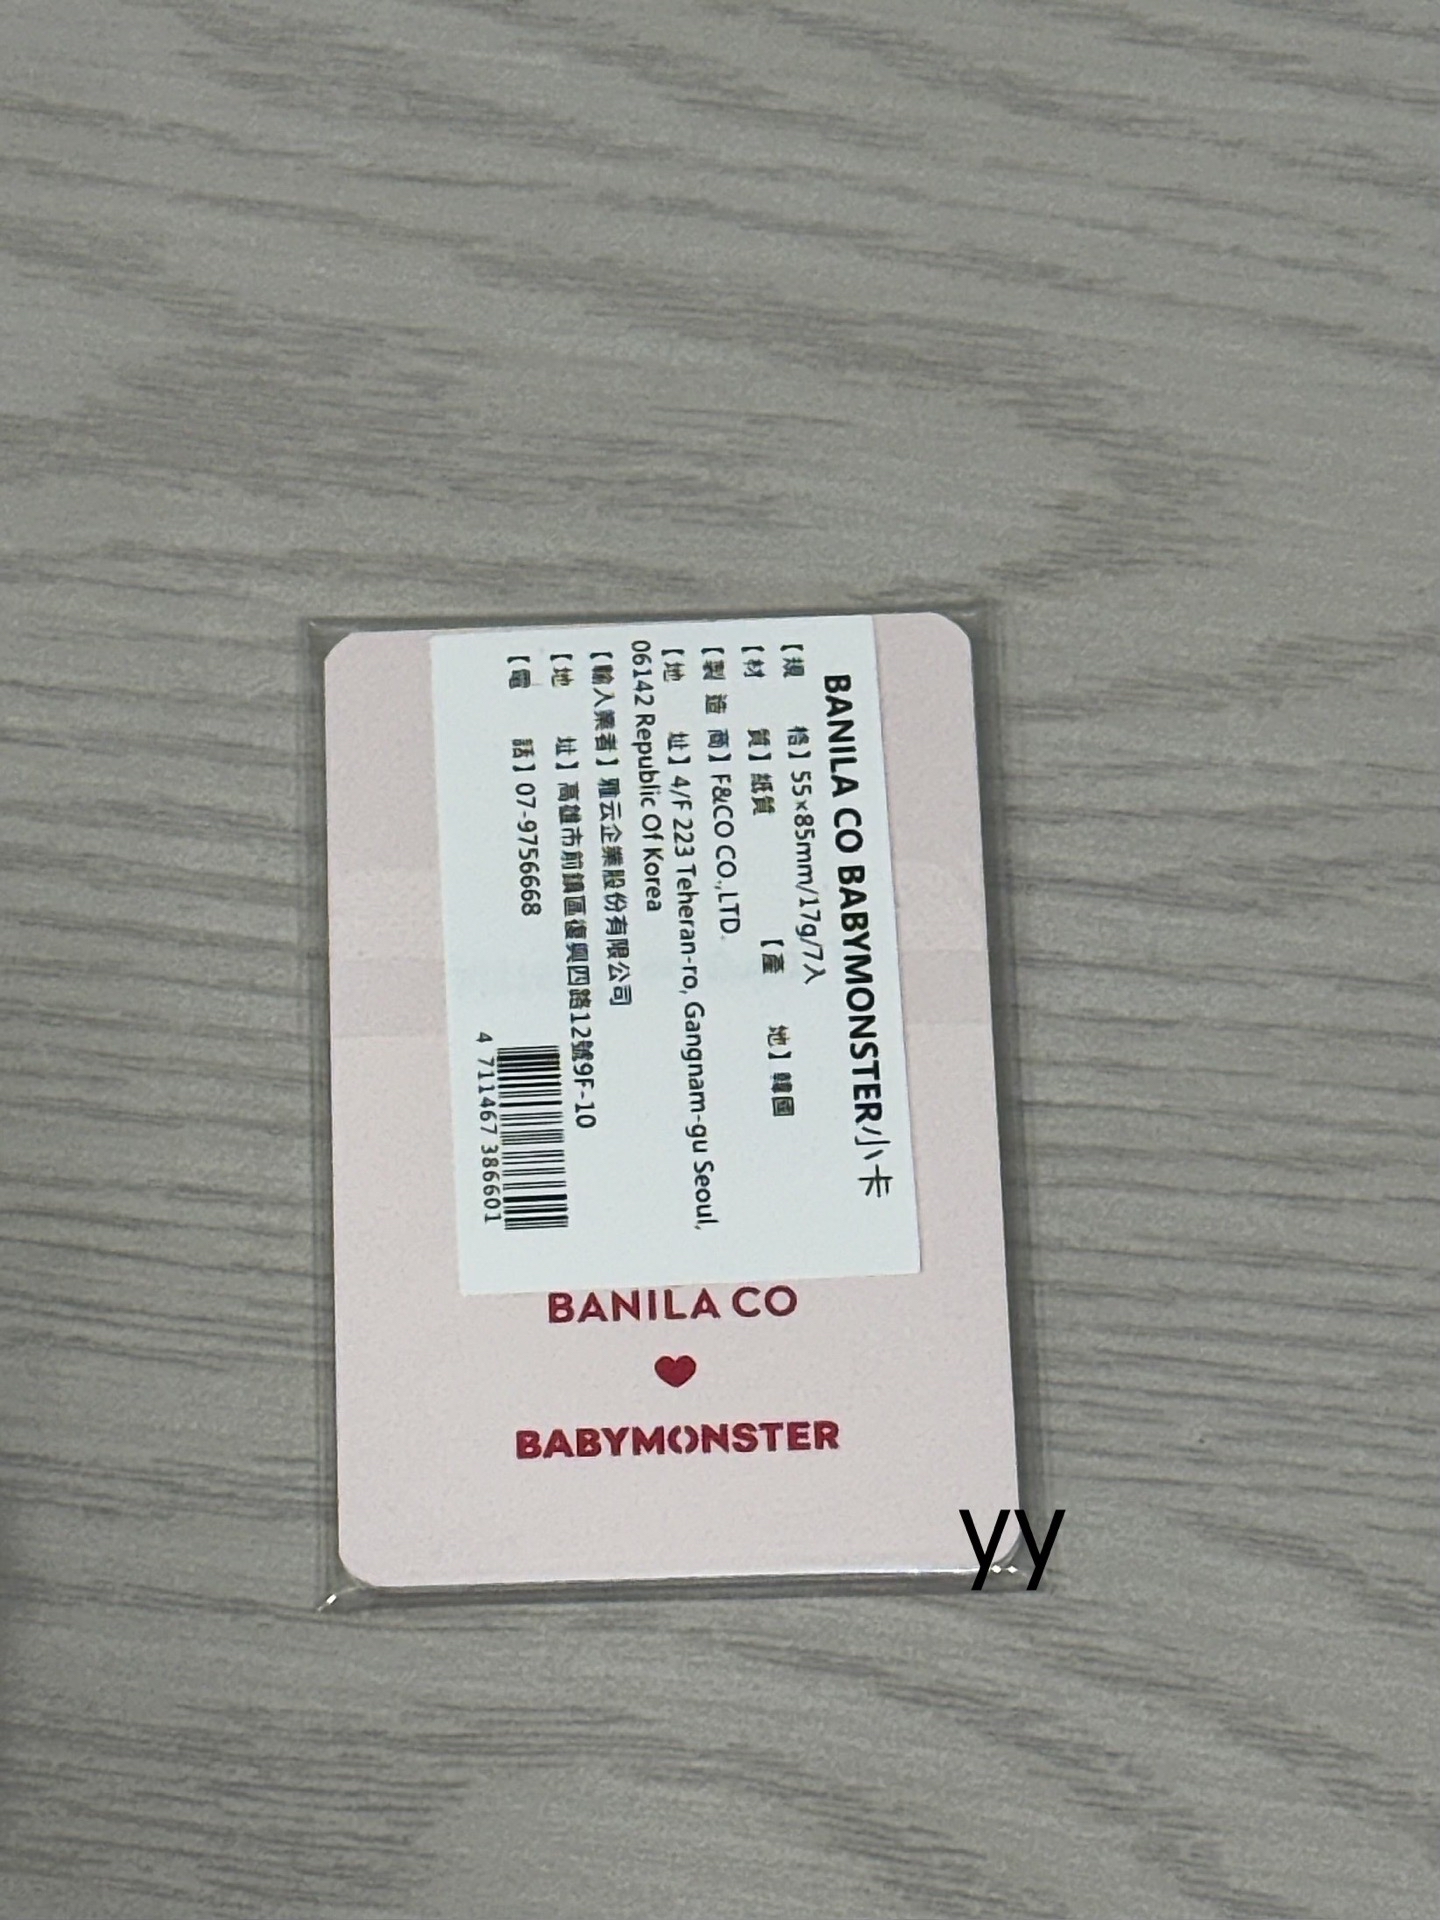 BANILA CO BABYMONSTER小卡
【規格】55×85mm/17g/7入
【材質】紙質 【產地】韓國
【製造商】F&CO CO.,LTD.
【地址】4/F 223 Teheran-ro, Gangnam-gu Seoul,
06142 Republic Of Korea
【輸入業者】雅云企業股份有限公司
【地址】高雄市前鎮區復興四路12號9F-10
【電話】07-9756668
4 711467 386601
BANILA CO
BABYMONSTER
yy